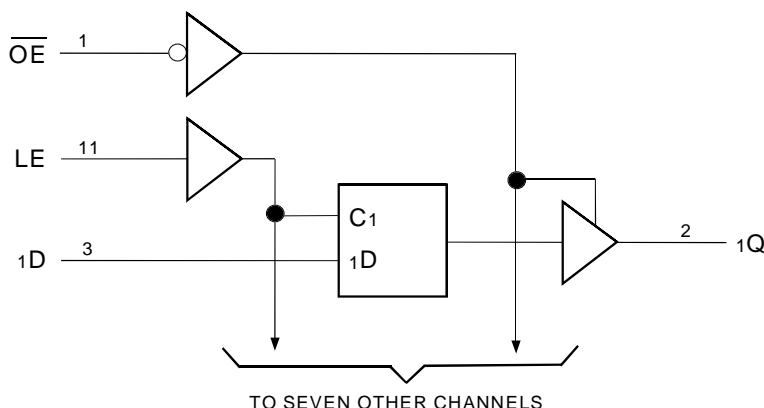 OE
1
LE
11
C1
1D
3
1D
2
1Q
TO SEVEN OTHER CHANNELS